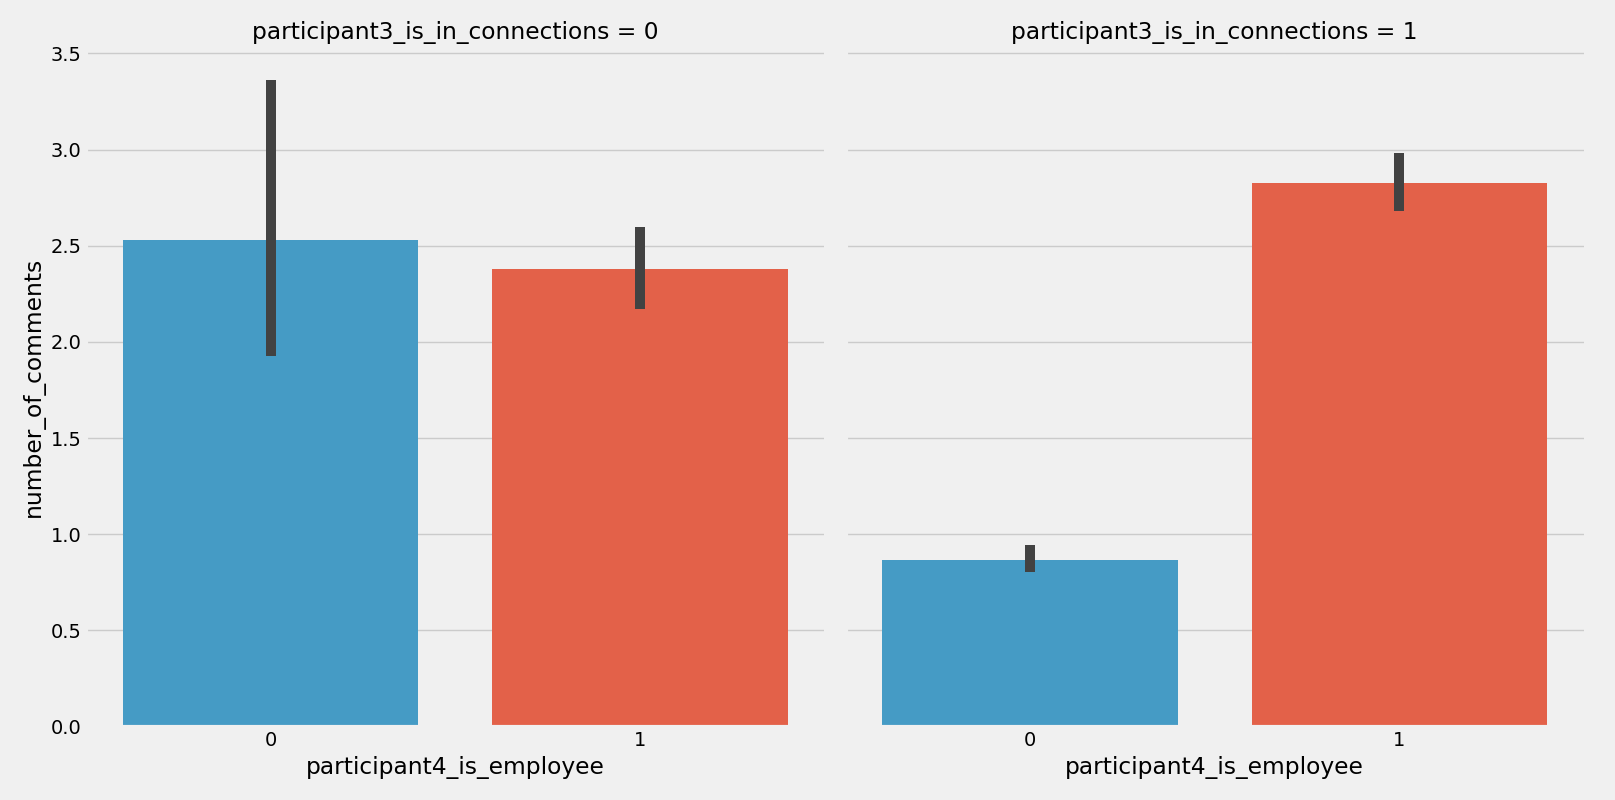 participant3_is_in_connections = 0
participant3_is_in_connections = 1
number_of_comments
3.5
3.0
2.5
2.0
1.5
1.0
0.5
0.0
0 1
0 1
participant4_is_employee
participant4_is_employee